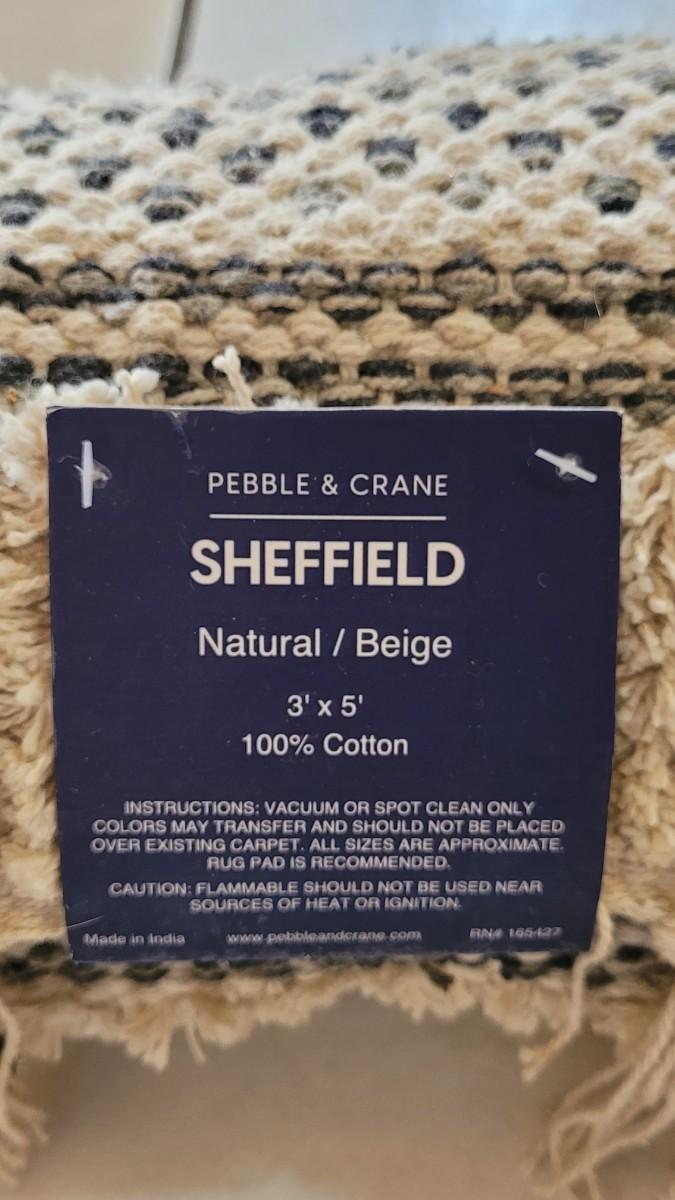 PEBBLE & CRANE
SHEFFIELD
Natural / Beige
3' x 5'
100% Cotton
INSTRUCTIONS: VACUUM OR SPOT CLEAN ONLY
COLORS MAY TRANSFER AND SHOULD NOT BE PLACED
OVER EXISTING CARPET. ALL SIZES ARE APPROXIMATE.
RUG PAD IS RECOMMENDED.
CAUTION: FLAMMABLE SHOULD NOT BE USED NEAR
SOURCES OF HEAT OR IGNITION.
Made in India www.pebbleandcrane.com RN# 165427